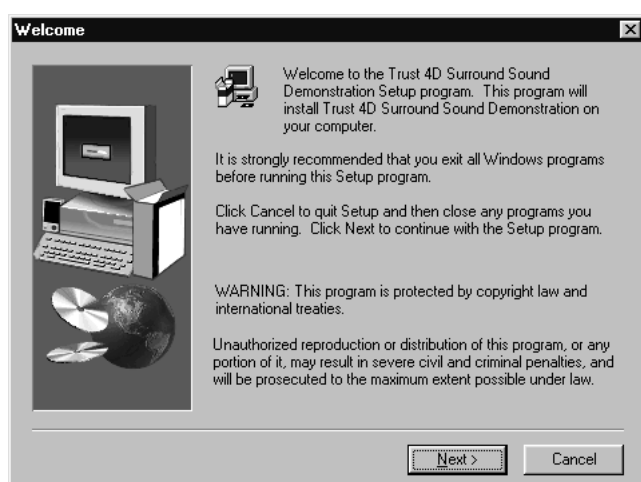 Welcome
Welcome to the Trust 4D Surround Sound
Demonstration Setup program. This program will
install Trust 4D Surround Sound Demonstration on
your computer.
It is strongly recommended that you exit all Windows programs
before running this Setup program.
Click Cancel to quit Setup and then close any programs you
have running. Click Next to continue with the Setup program.
WARNING: This program is protected by copyright law and
international treaties.
Unauthorized reproduction or distribution of this program, or any
portion of it, may result in severe civil and criminal penalties, and
will be prosecuted to the maximum extent possible under law.
Next >
Cancel